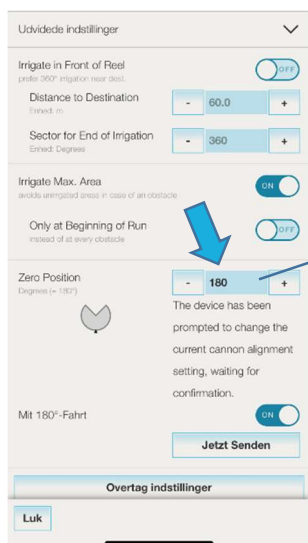 Udvidede indstillinger
Irrigate in Front of Reel
prefer 360° irrigation near dest.
OFF
Distance to Destination
Enhed: m
- 60.0 +
Sector for End of Irrigation
Enhed: Degrees
- 360 +
Irrigate Max. Area
avoids unirrigated areas in case of an obstacle
ON
Only at Beginning of Run
instead of at every obstacle
OFF
Zero Position
Degrees (= 180°)
- 180 +
The device has been
prompted to change the
current cannon alignment
setting, waiting for
confirmation.
Mit 180°-Fahrt
ON
Jetzt Senden
Overtag indstillinger
Luk